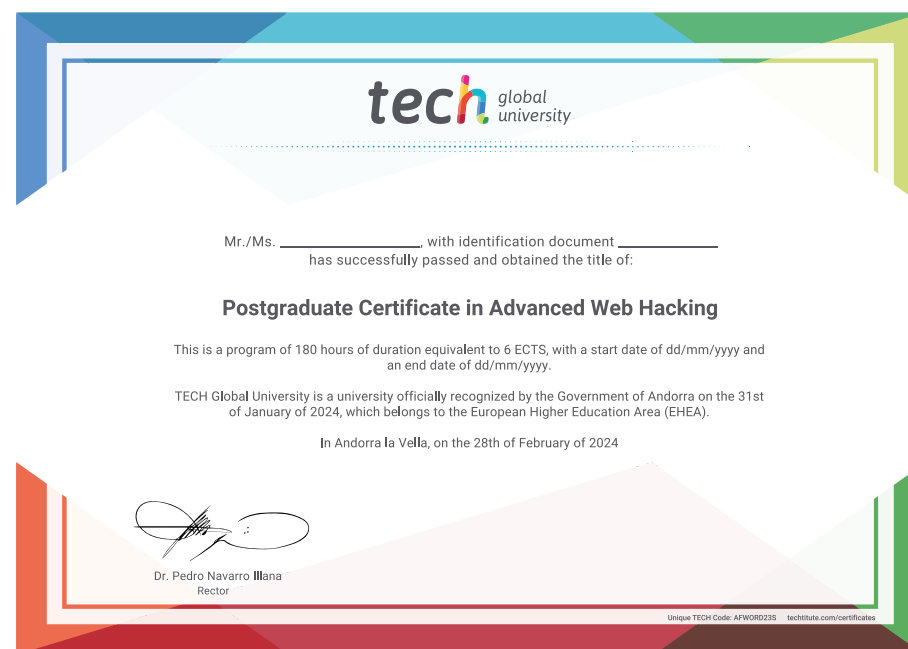 tech global university
Mr./Ms. ____________________, with identification document ______________
has successfully passed and obtained the title of:
Postgraduate Certificate in Advanced Web Hacking
This is a program of 180 hours of duration equivalent to 6 ECTS, with a start date of dd/mm/yyyy and
an end date of dd/mm/yyyy.
TECH Global University is a university officially recognized by the Government of Andorra on the 31st
of January of 2024, which belongs to the European Higher Education Area (EHEA).
In Andorra la Vella, on the 28th of February of 2024
Dr. Pedro Navarro Illana
Rector
Unique TECH Code: AFWORD23S techtitute.com/certificates